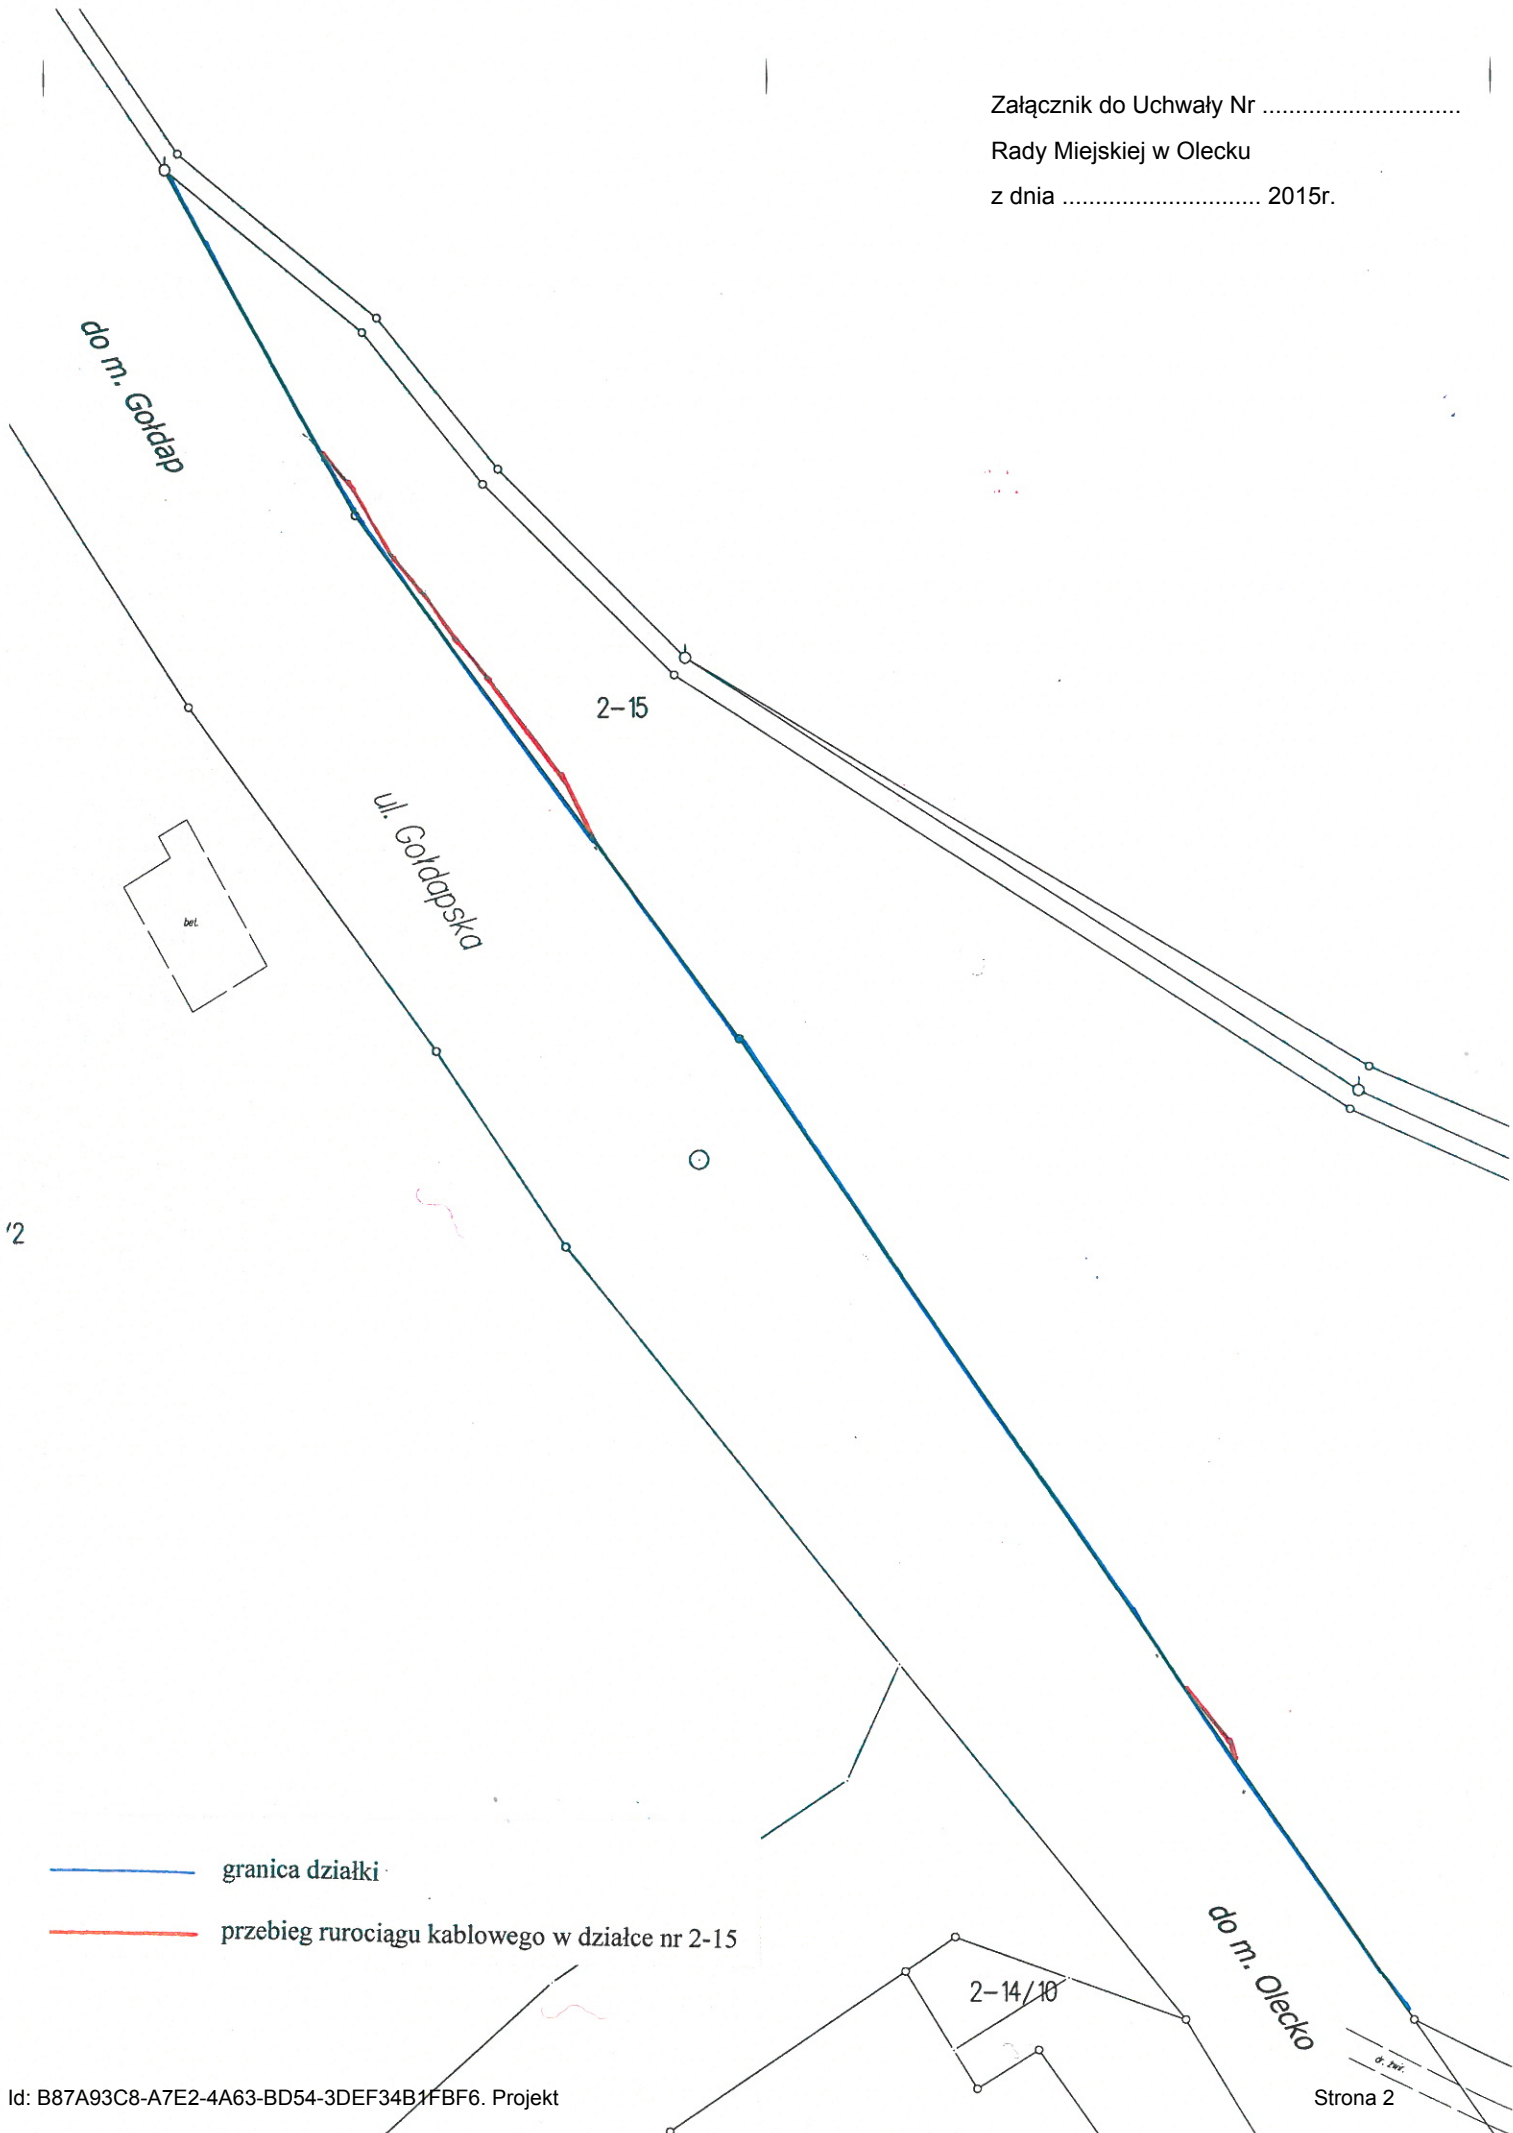 Załącznik do Uchwały Nr ..............................
Rady Miejskiej w Olecku
z dnia .............................. 2015r.
do m. Gołdap
2-15
ul. Gołdapska
bet.
'2
granica działki
przebieg rurociągu kablowego w działce nr 2-15
2-14/10
do m. Olecko
dr. żwir.
Id: B87A93C8-A7E2-4A63-BD54-3DEF34B1FBF6. Projekt
Strona 2